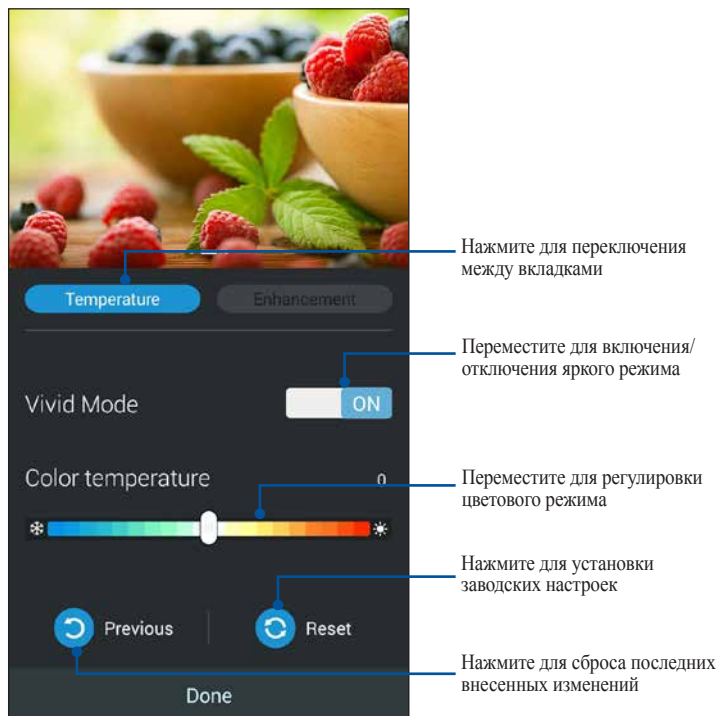 Нажмите для переключения
между вкладками
Temperature
Enhancement
Переместите для включения/
отключения яркого режима
Vivid Mode
ON
Color temperature
0
Переместите для регулировки
цветового режима
Нажмите для установки
заводских настроек
Previous
Reset
Нажмите для сброса последних
внесенных изменений
Done